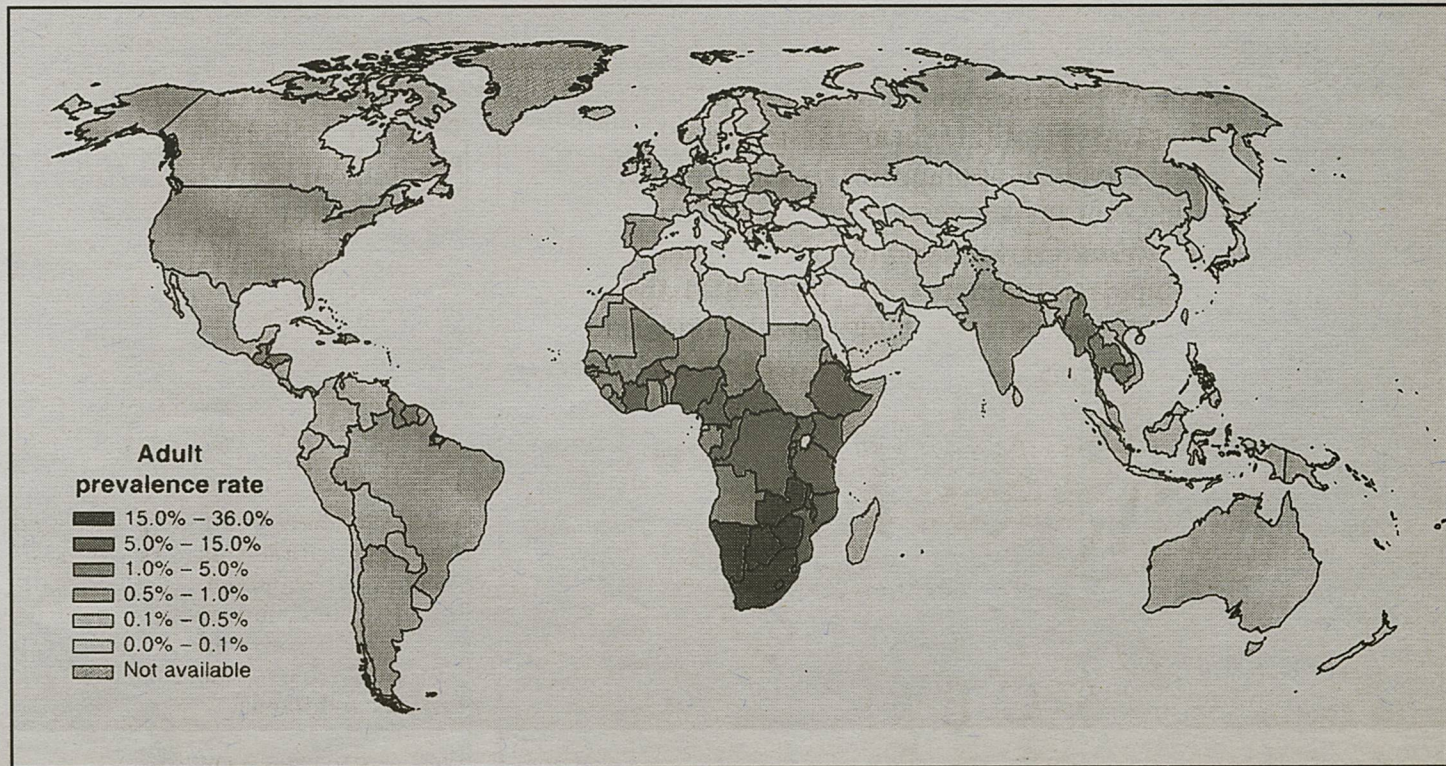 Adult
prevalence rate
15.0% – 36.0%
5.0% – 15.0%
1.0% – 5.0%
0.5% – 1.0%
0.1% – 0.5%
0.0% – 0.1%
Not available